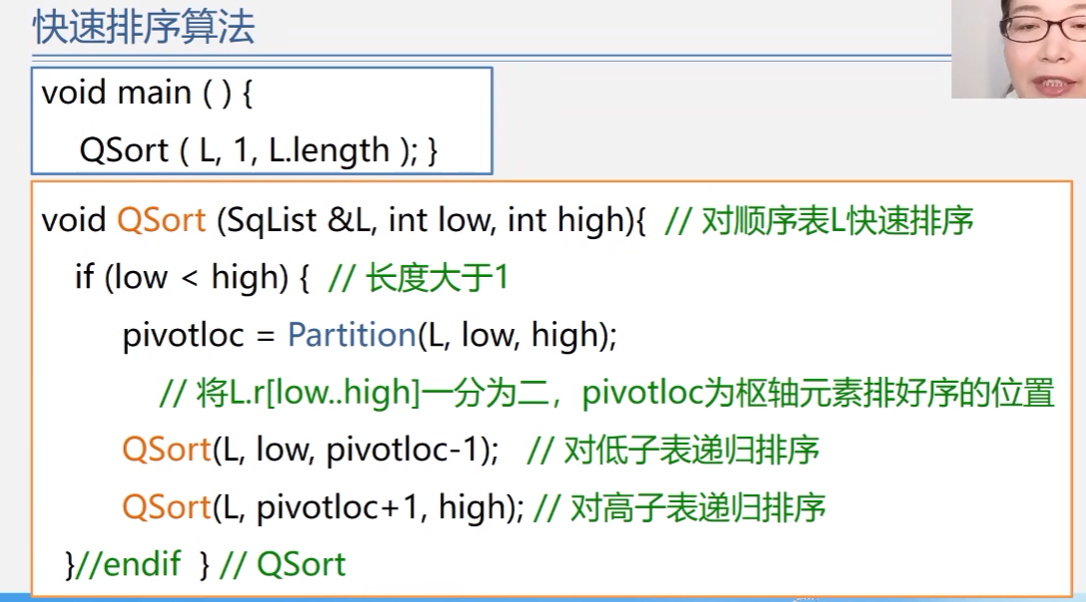 快速排序算法
void main ( ) {
QSort ( L, 1, L.length ); }
void QSort (SqList &L, int low, int high){ // 对顺序表L快速排序
if (low < high) { // 长度大于1
pivotloc = Partition(L, low, high);
// 将L.r[low..high]一分为二，pivotloc为枢轴元素排好序的位置
QSort(L, low, pivotloc-1); // 对低子表递归排序
QSort(L, pivotloc+1, high); // 对高子表递归排序
}//endif } // QSort